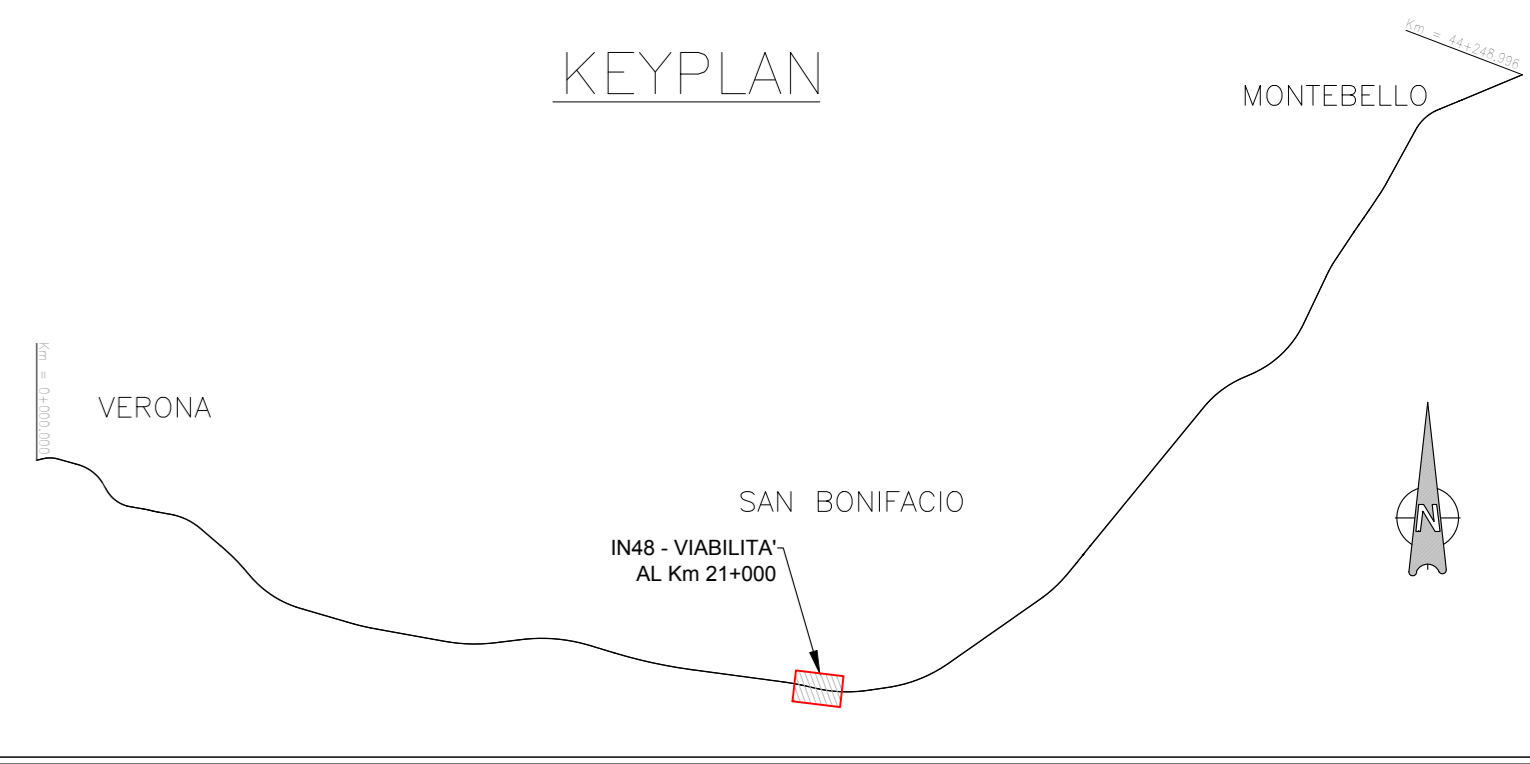 KEYPLAN
Km = 44+248.996
MONTEBELLO
Km = 0+000.000
VERONA
SAN BONIFACIO
IN48 - VIABILITA'
AL Km 21+000
N